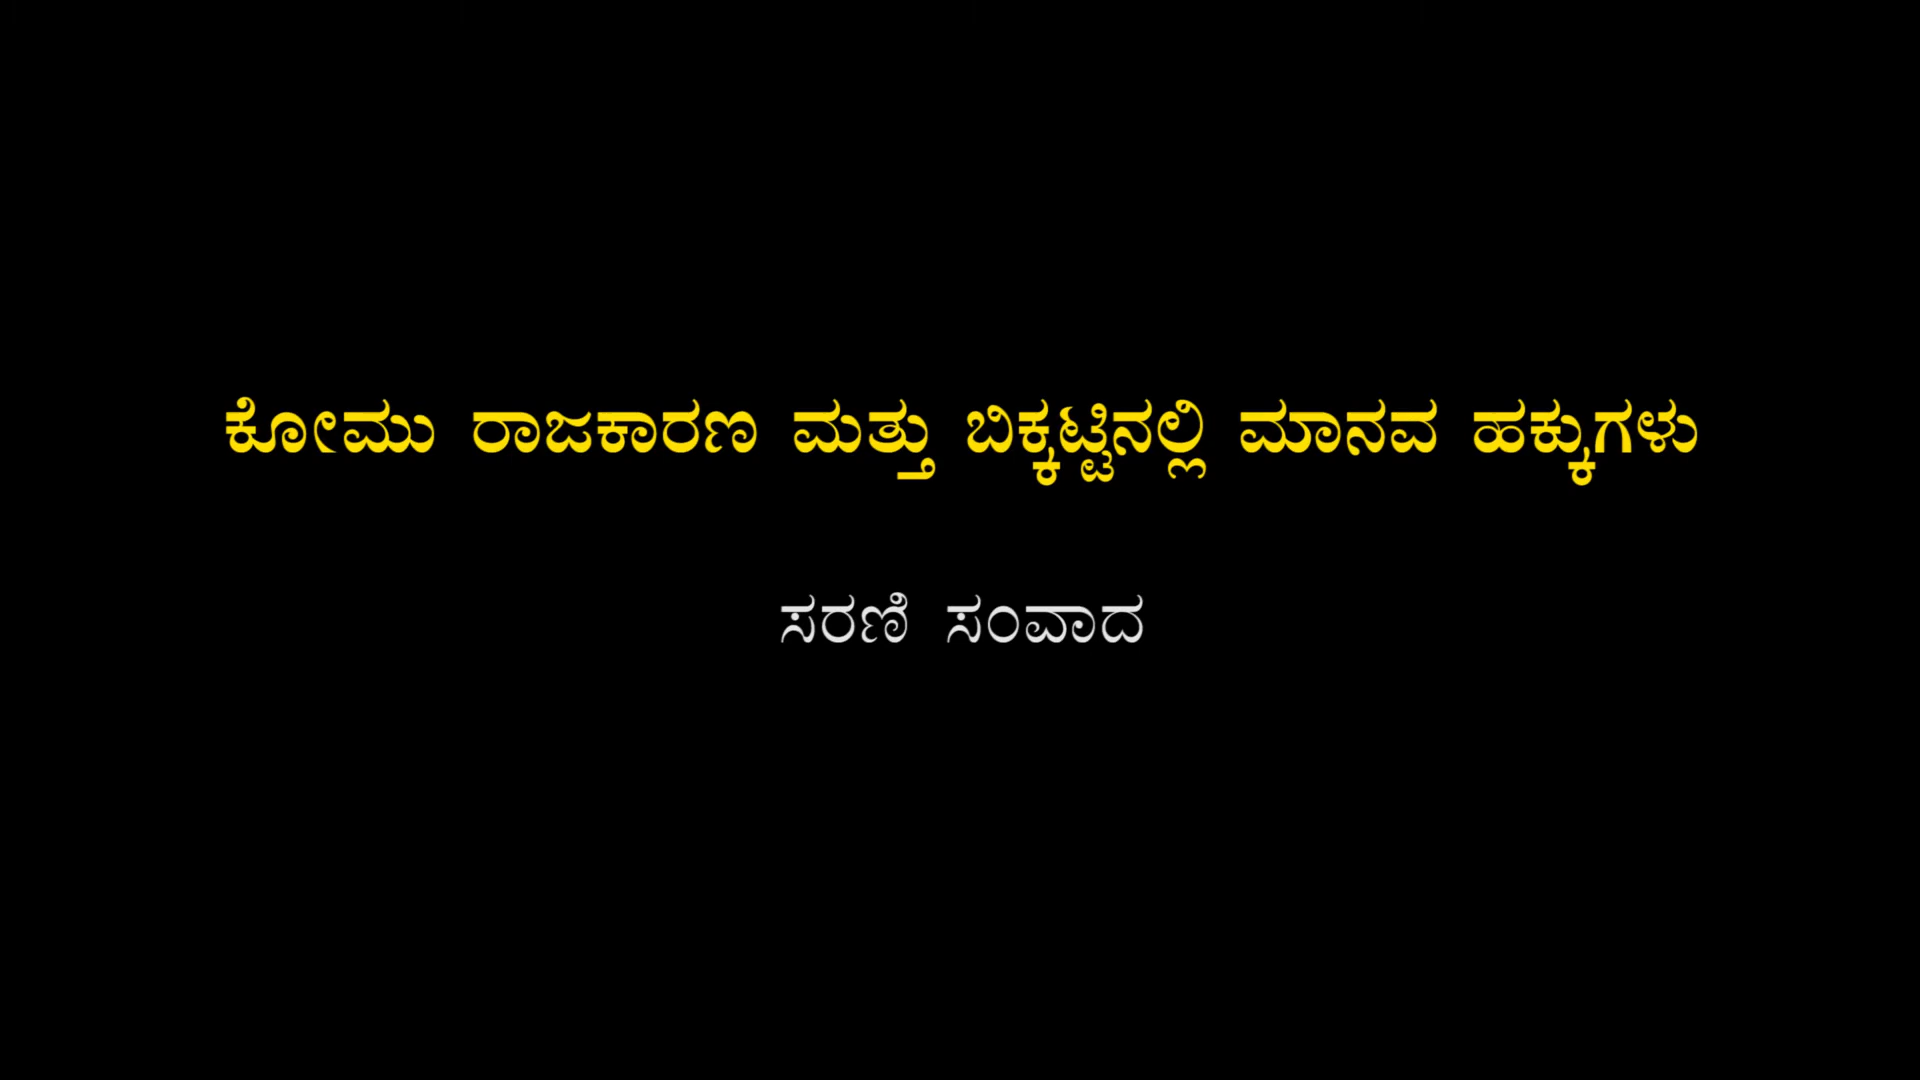 ಕೋಮು ರಾಜಕಾರಣ ಮತ್ತು ಬಿಕ್ಕಟ್ಟಿನಲ್ಲಿ ಮಾನವ ಹಕ್ಕುಗಳು
ಸರಣಿ ಸಂವಾದ